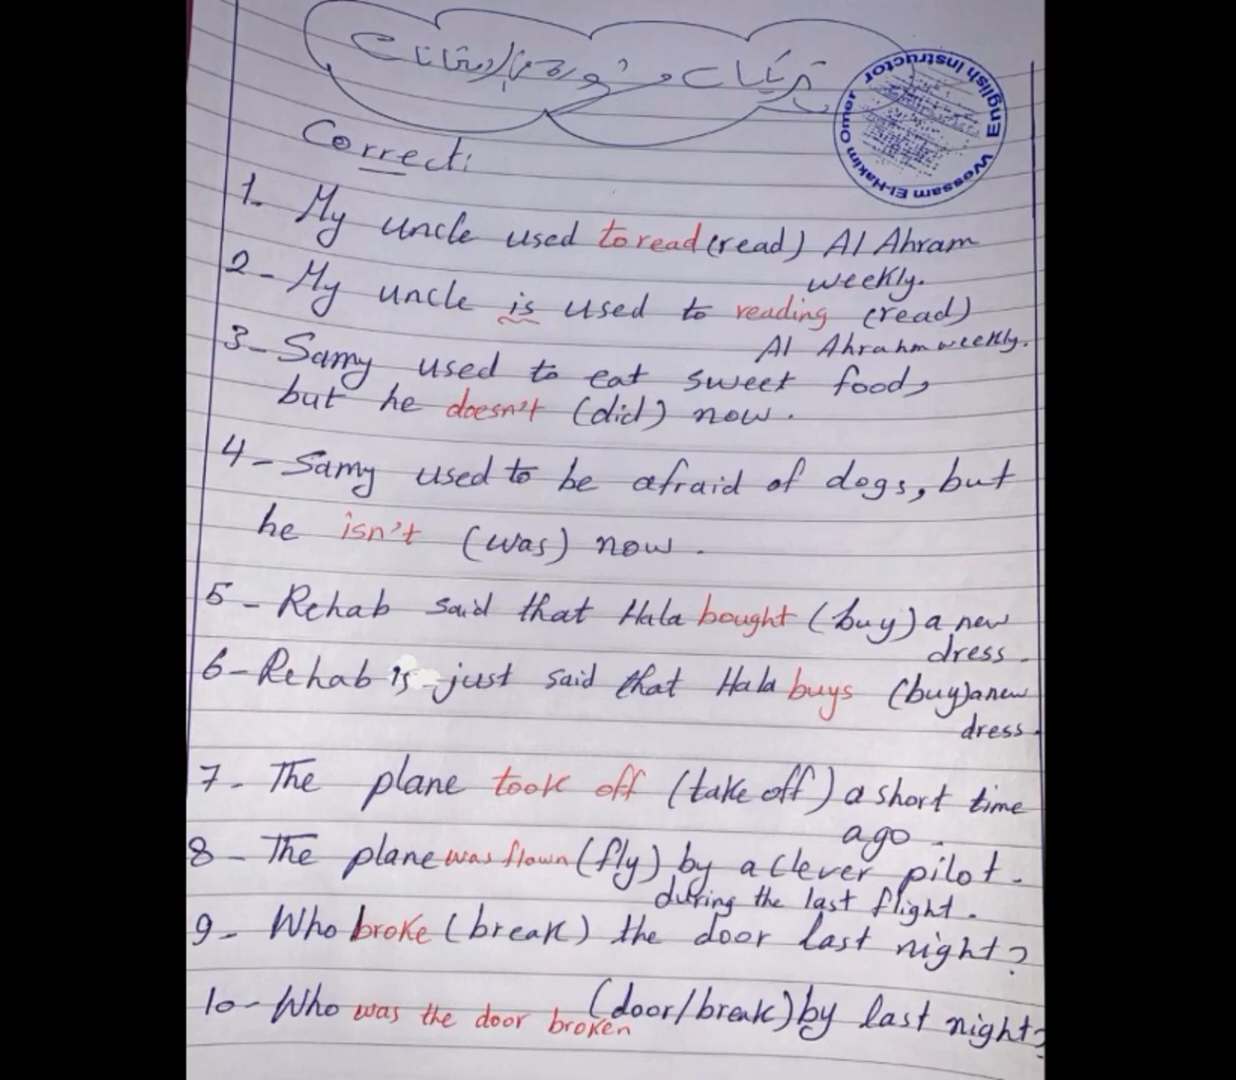 تريكات مهمة من الامتحانات
English Instructor Wessam El-Hakim Omer
Correct:
1- My uncle used to read (read) Al Ahram
weekly.
2- My uncle is used to reading (read)
Al Ahrahm weekly.
3- Samy used to eat sweet food,
but he doesn't (did) now.
4- Samy used to be afraid of dogs, but
he isn't (was) now.
5- Rehab said that Hala bought (buy) a new
dress.
6- Rehab is just said that Hala buys (buy) a new
dress.
7- The plane took off (take off) a short time
ago.
8- The plane was flown (fly) by a clever pilot.
during the last flight.
9- Who broke (break) the door last night?
10- Who was the door broken (door/break) by last night?